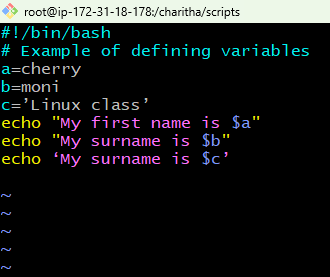 root@ip-172-31-18-178:/charitha/scripts
#!/bin/bash
# Example of defining variables
a=cherry
b=moni
c=’Linux class’
echo "My first name is $a"
echo "My surname is $b"
echo ‘My surname is $c’
~
~
~
~
~